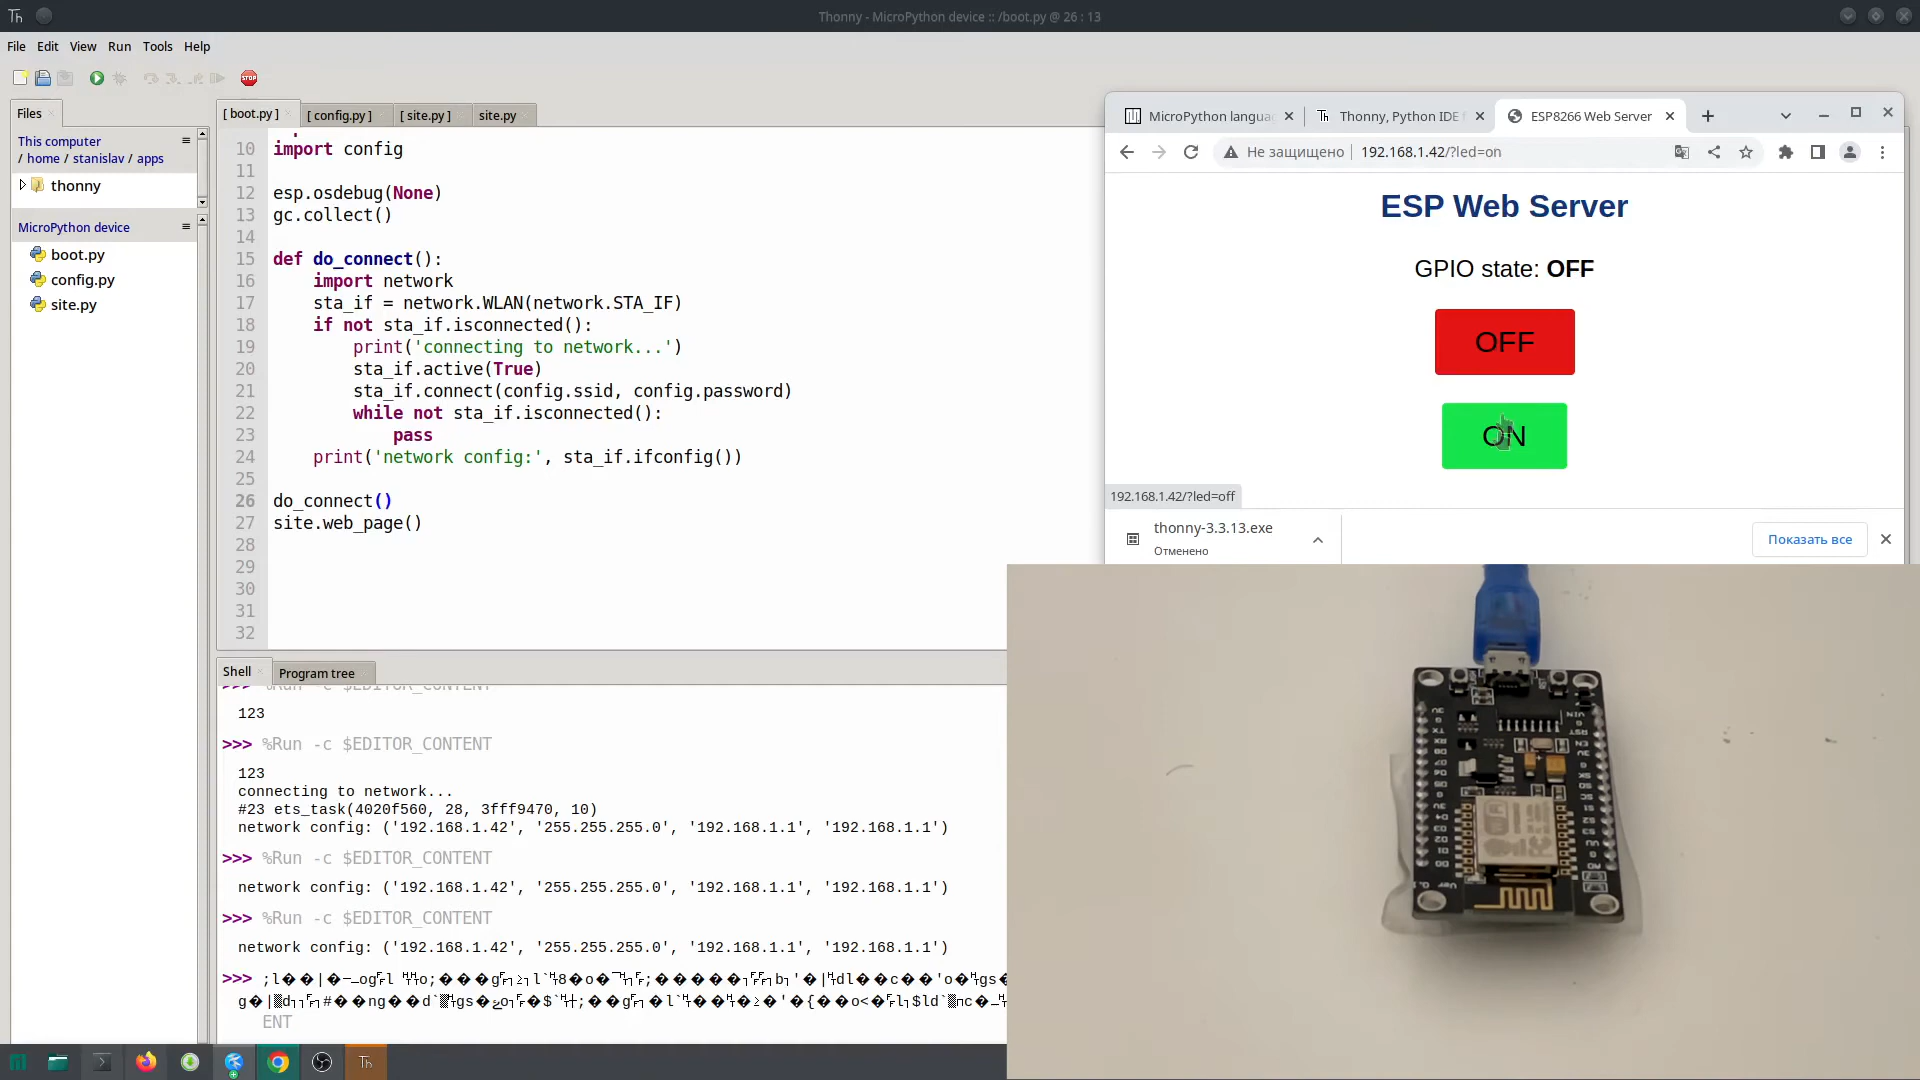 Thonny - MicroPython device :: /boot.py @ 26 : 13
File Edit View Run Tools Help
STOP
Files
This computer
/ home / stanislav / apps
thonny
MicroPython device
boot.py
config.py
site.py
[ boot.py ] [ config.py ] [ site.py ] site.py
10 import config
11
12 esp.osdebug(None)
13 gc.collect()
14
15 def do_connect():
16 import network
17 sta_if = network.WLAN(network.STA_IF)
18 if not sta_if.isconnected():
19 print('connecting to network...')
20 sta_if.active(True)
21 sta_if.connect(config.ssid, config.password)
22 while not sta_if.isconnected():
23 pass
24 print('network config:', sta_if.ifconfig())
25
26 do_connect()
27 site.web_page()
28
29
30
31
32
Shell Program tree
>>> %Run -c $EDITOR_CONTENT
123
>>> %Run -c $EDITOR_CONTENT
123
connecting to network...
#23 ets_task(4020f560, 28, 3fff9470, 10)
network config: ('192.168.1.42', '255.255.255.0', '192.168.1.1', '192.168.1.1')
>>> %Run -c $EDITOR_CONTENT
network config: ('192.168.1.42', '255.255.255.0', '192.168.1.1', '192.168.1.1')
>>> %Run -c $EDITOR_CONTENT
network config: ('192.168.1.42', '255.255.255.0', '192.168.1.1', '192.168.1.1')
>>>
ENT
MicroPython langua Thonny, Python IDE f ESP8266 Web Server
Не защищено 192.168.1.42/?led=on
ESP Web Server
GPIO state: OFF
OFF
ON
192.168.1.42/?led=off
thonny-3.3.13.exe
Отменено
Показать все